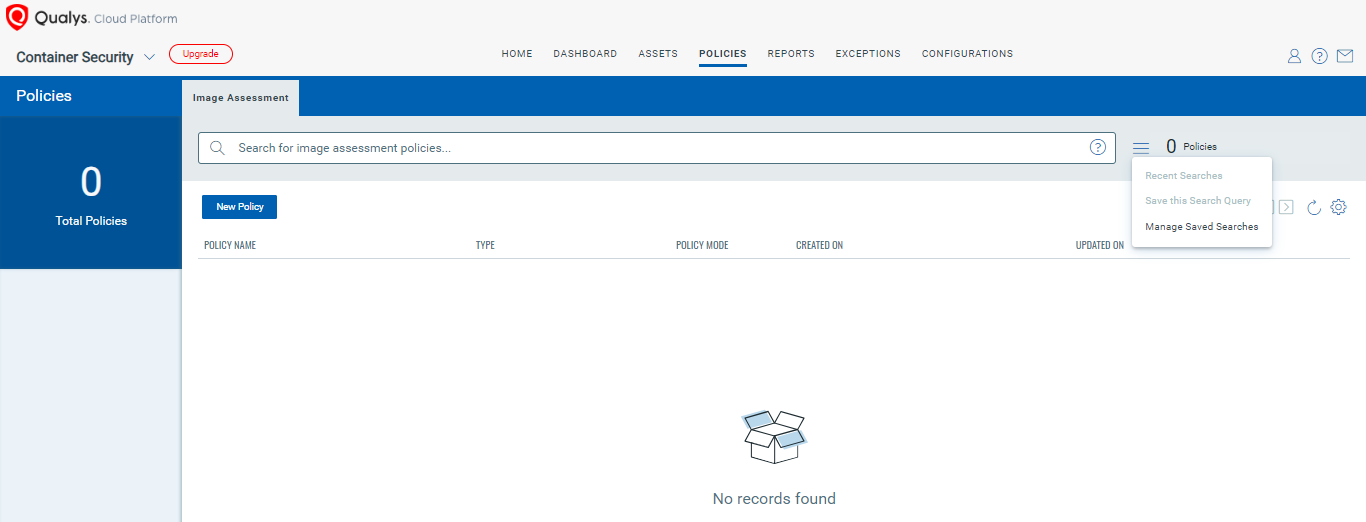 Qualys. Cloud Platform
Container Security
Upgrade
HOME
DASHBOARD
ASSETS
POLICIES
REPORTS
EXCEPTIONS
CONFIGURATIONS
Policies
Image Assessment
0
Total Policies
Search for image assessment policies...
0 Policies
Recent Searches
Save this Search Query
Manage Saved Searches
New Policy
POLICY NAME
TYPE
POLICY MODE
CREATED ON
UPDATED ON
No records found